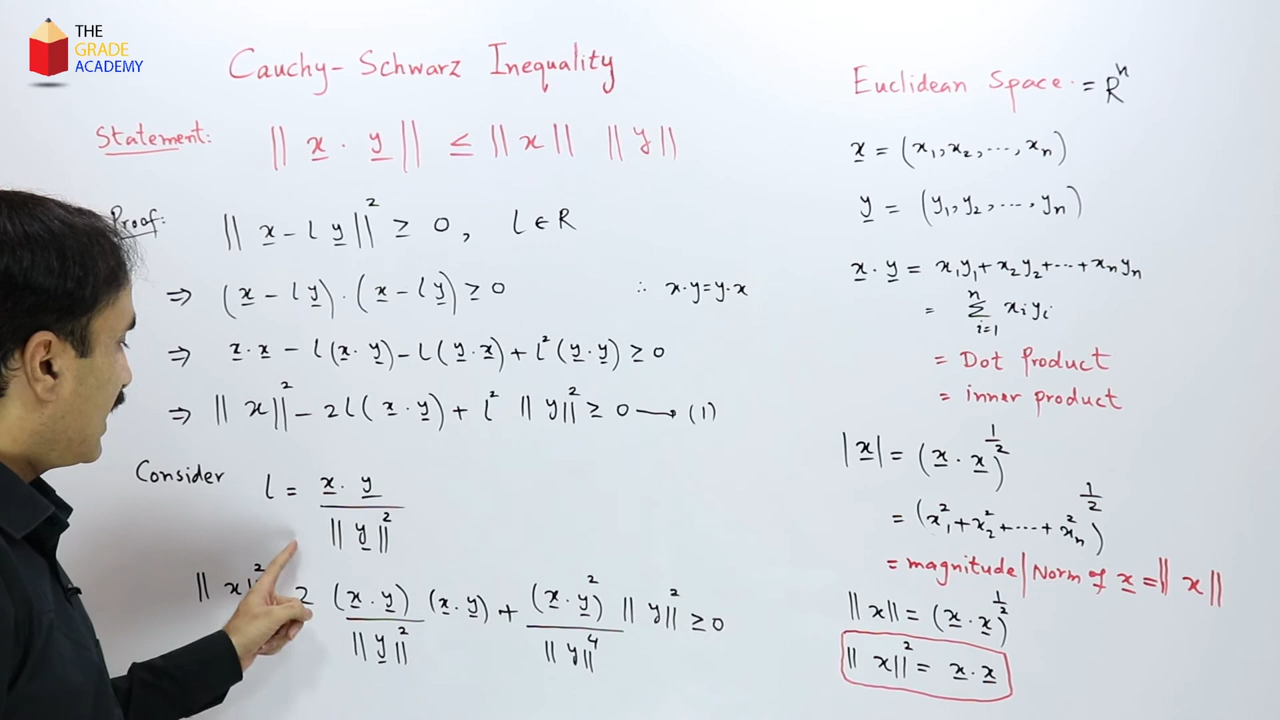 THE
GRADE
ACADEMY
Cauchy-Schwarz Inequality
Statement: || x · y || ≤ || x || || y ||
Proof: || x - l y ||² ≥ 0, l ∈ R
⇒ (x - l y) · (x - l y) ≥ 0 ∴ x·y = y·x
⇒ x · x - l (x · y) - l (y · x) + l² (y · y) ≥ 0
⇒ || x ||² - 2l (x · y) + l² || y ||² ≥ 0 → (1)
Consider l = x · y / || y ||²
|| x ||² 2 (x · y) / || y ||² (x · y) + (x · y)² / || y ||⁴ || y ||² ≥ 0
Euclidean Space = Rⁿ
x = (x₁, x₂, ..., xₙ)
y = (y₁, y₂, ..., yₙ)
x · y = x₁y₁ + x₂y₂ + ... + xₙyₙ
= Σⁿᵢ₌₁ xᵢyᵢ
= Dot Product
= inner product
|x| = (x · x)^1/2
= (x₁² + x₂² + ... + xₙ²)^1/2
= magnitude | Norm of x = || x ||
|| x || = (x · x)^1/2
|| x ||² = x · x